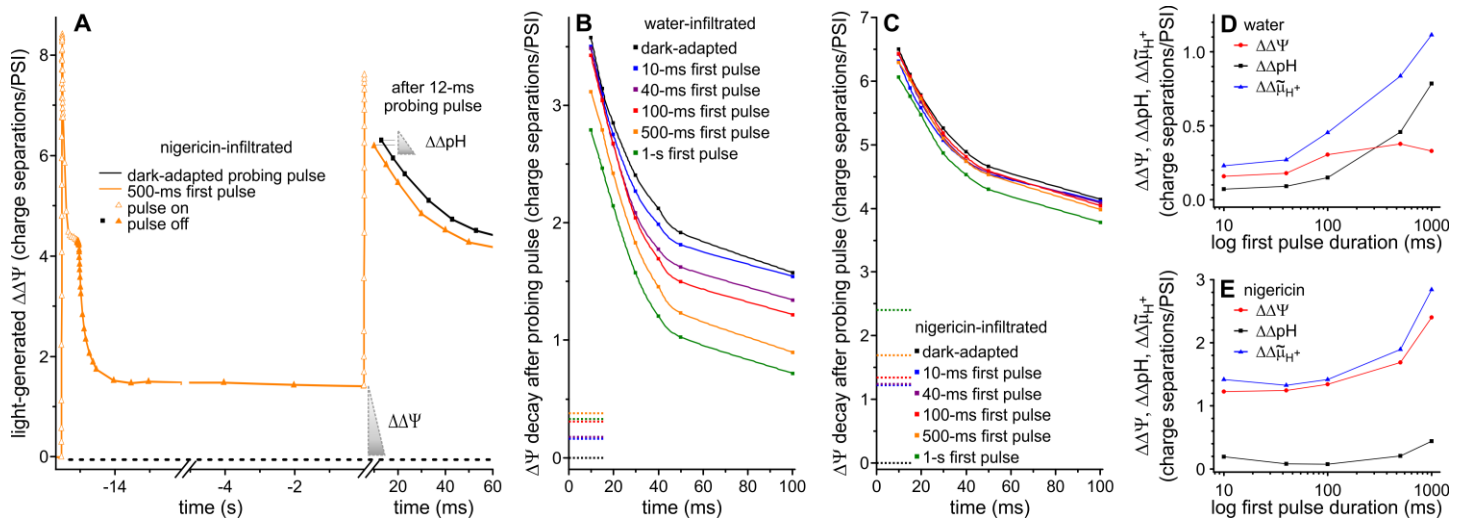 A
light-generated ΔΔΨ (charge separations/PSI)
8
6
4
2
0
nigericin-infiltrated
dark-adapted probing pulse
500-ms first pulse
pulse on
pulse off
after 12-ms
probing pulse
ΔΔpH
ΔΔΨ
-14
-4
-2
20
40
60
time (s)
time (s)
time (ms)
B
ΔΨ decay after probing pulse (charge separations/PSI)
3
2
1
0
water-infiltrated
dark-adapted
10-ms first pulse
40-ms first pulse
100-ms first pulse
500-ms first pulse
1-s first pulse
0
20
40
60
80
100
time (ms)
C
ΔΨ decay after probing pulse (charge separations/PSI)
7
6
5
4
3
2
1
0
nigericin-infiltrated
dark-adapted
10-ms first pulse
40-ms first pulse
100-ms first pulse
500-ms first pulse
1-s first pulse
0
20
40
60
80
100
time (ms)
D
ΔΔΨ, ΔΔpH, ΔΔμ̃H⁺
(charge separations/PSI)
1.0
0.5
0.0
water
ΔΔΨ
ΔΔpH
ΔΔμ̃H⁺
10
100
1000
log first pulse duration (ms)
E
ΔΔΨ, ΔΔpH, ΔΔμ̃H⁺
(charge separations/PSI)
3
2
1
0
nigericin
ΔΔΨ
ΔΔpH
ΔΔμ̃H⁺
10
100
1000
log first pulse duration (ms)